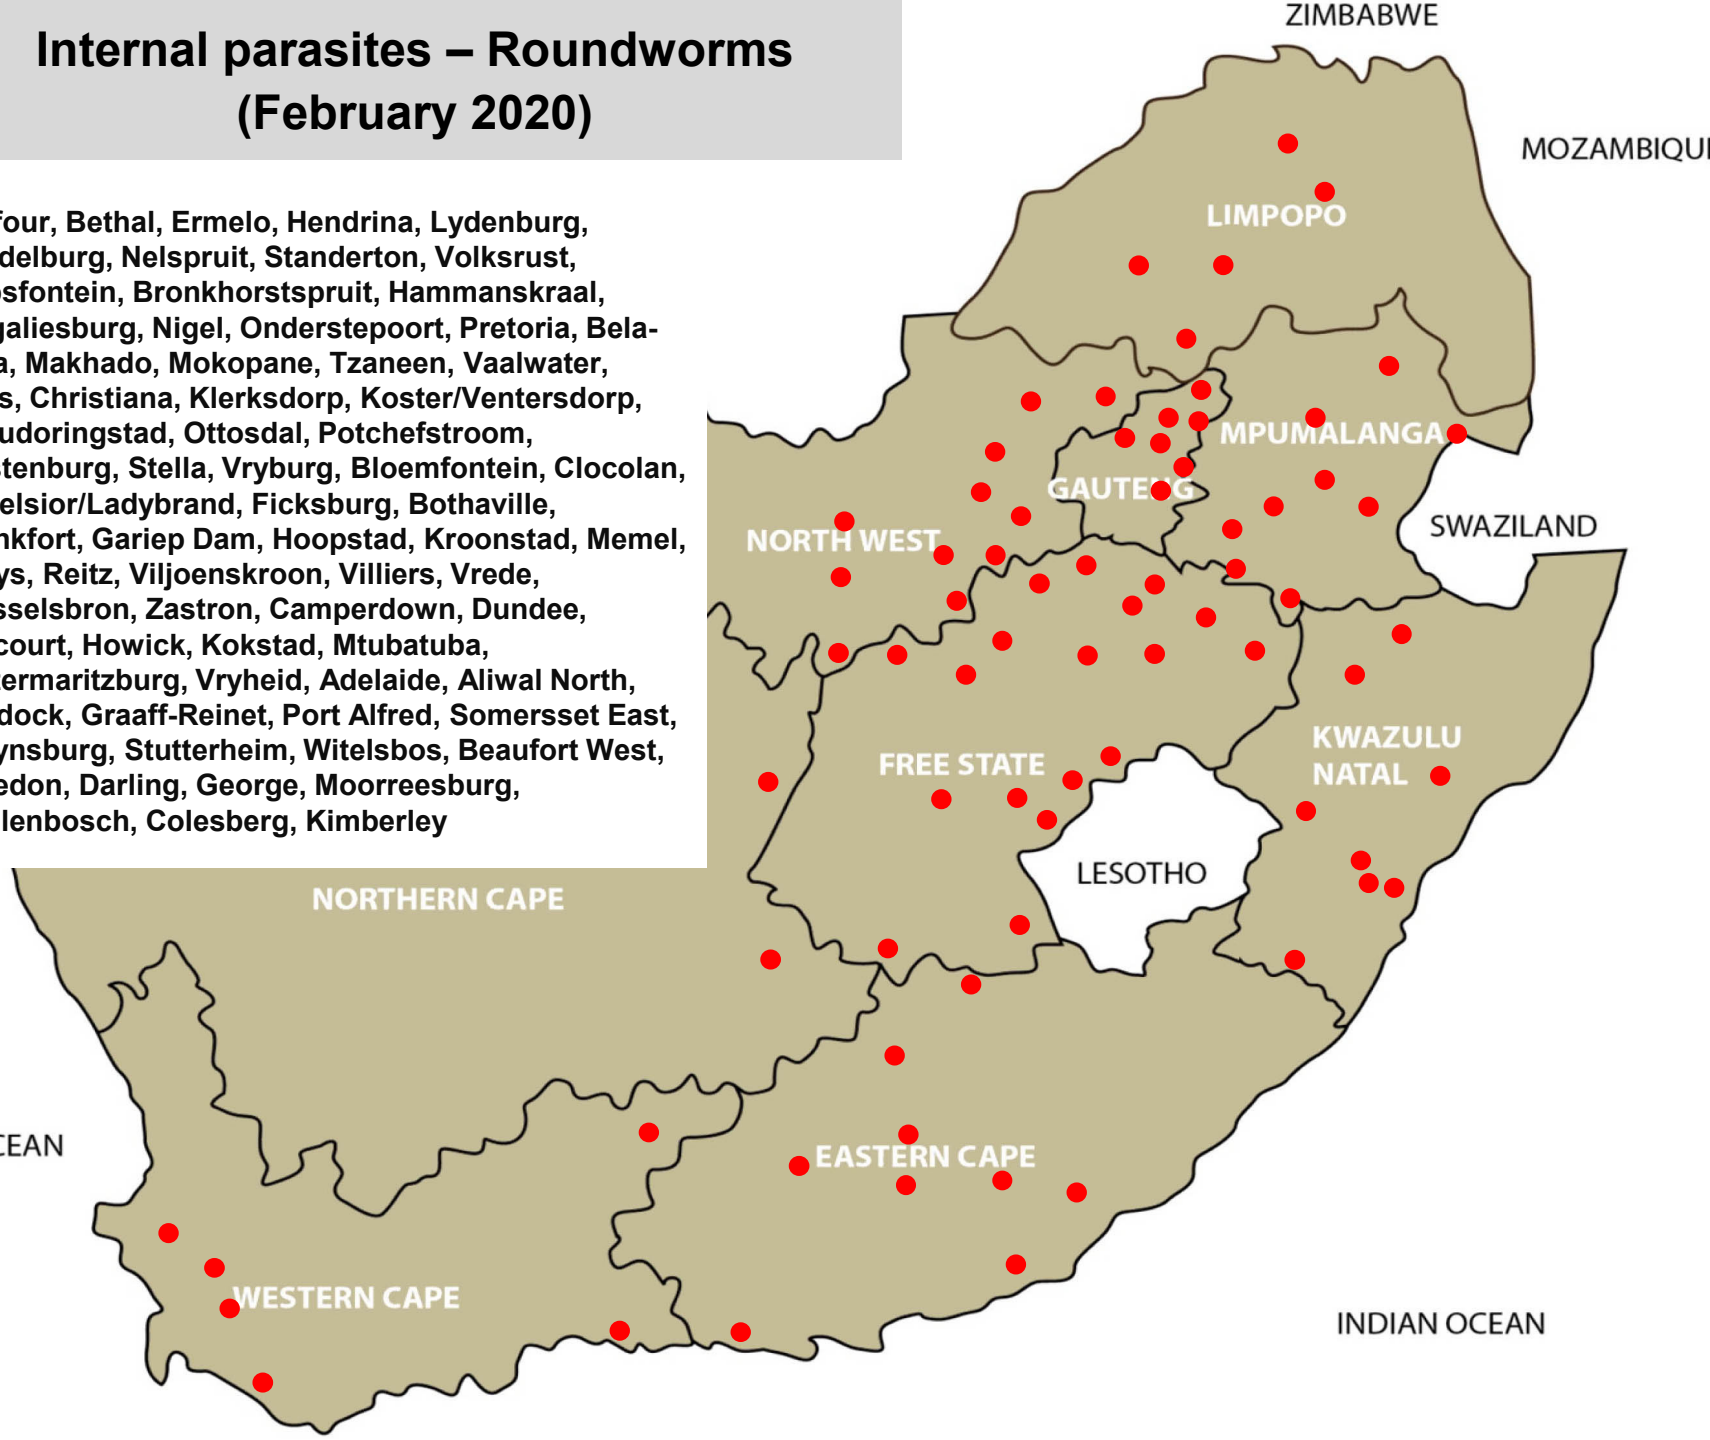 Internal parasites – Roundworms
(February 2020)
four, Bethal, Ermelo, Hendrina, Lydenburg,
delburg, Nelspruit, Standerton, Volksrust,
sfontein, Bronkhorstspruit, Hammanskraal,
galiesburg, Nigel, Onderstepoort, Pretoria, Bela-
a, Makhado, Mokopane, Tzaneen, Vaalwater,
s, Christiana, Klerksdorp, Koster/Ventersdorp,
udoringstad, Ottosdal, Potchefstroom,
stenburg, Stella, Vryburg, Bloemfontein, Clocolan,
elsior/Ladybrand, Ficksburg, Bothaville,
nkfort, Gariep Dam, Hoopstad, Kroonstad, Memel,
ys, Reitz, Viljoenskroon, Villiers, Vrede,
sselsbron, Zastron, Camperdown, Dundee,
court, Howick, Kokstad, Mtubatuba,
termaritzburg, Vryheid, Adelaide, Aliwal North,
dock, Graaff-Reinet, Port Alfred, Somersset East,
ynsburg, Stutterheim, Witelsbos, Beaufort West,
edon, Darling, George, Moorreesburg,
llenbosch, Colesberg, Kimberley
ZIMBABWE
MOZAMBIQU
LIMPOPO
MPUMALANGA
GAUTENG
SWAZILAND
NORTH WEST
KWAZULU
NATAL
FREE STATE
LESOTHO
NORTHERN CAPE
CEAN
EASTERN CAPE
WESTERN CAPE
INDIAN OCEAN